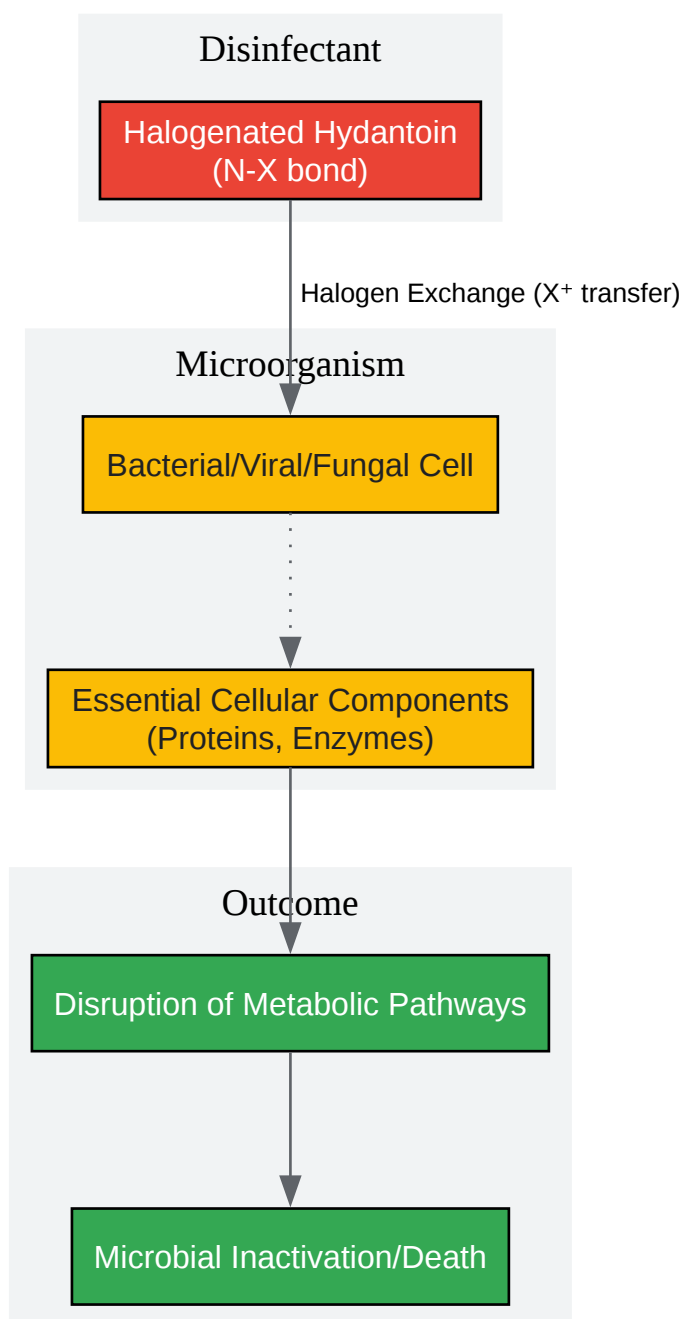 Disinfectant
Halogenated Hydantoin
(N-X bond)
Halogen Exchange (X⁺ transfer)
Microorganism
Bacterial/Viral/Fungal Cell
Essential Cellular Components
(Proteins, Enzymes)
Outcome
Disruption of Metabolic Pathways
Microbial Inactivation/Death